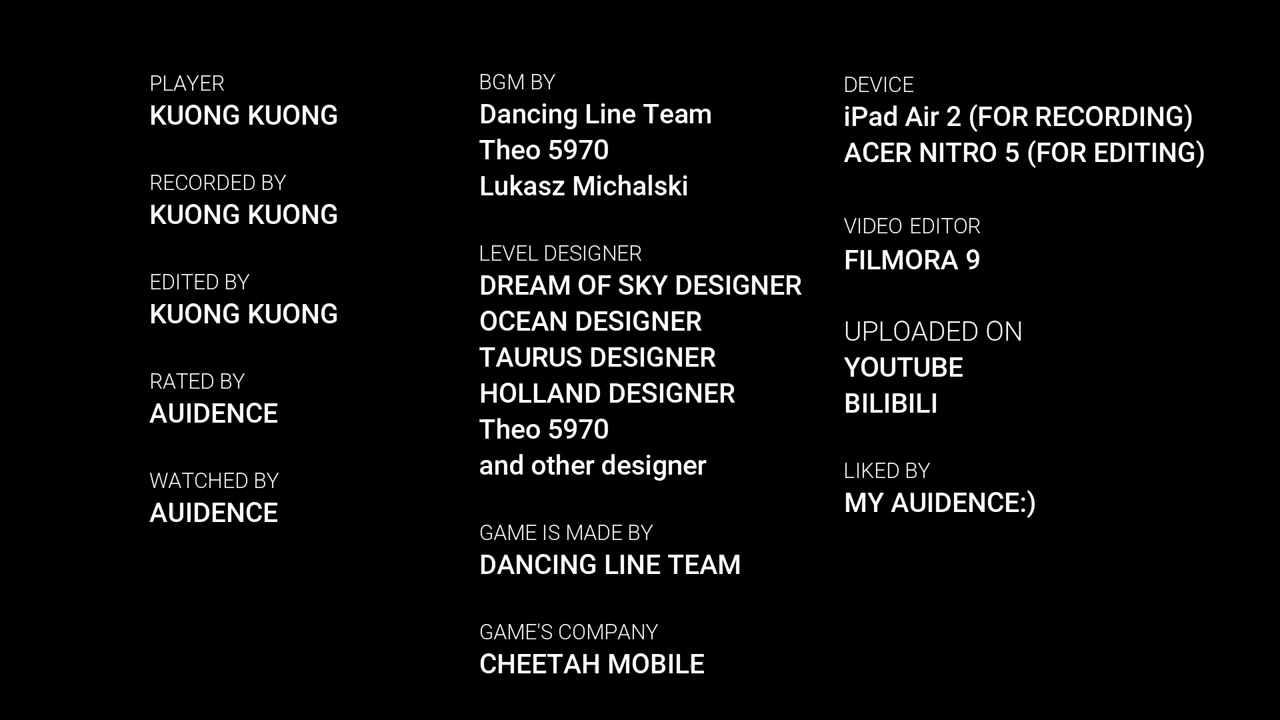 PLAYER
KUONG KUONG
RECORDED BY
KUONG KUONG
EDITED BY
KUONG KUONG
RATED BY
AUIDENCE
WATCHED BY
AUIDENCE
BGM BY
Dancing Line Team
Theo 5970
Lukasz Michalski
LEVEL DESIGNER
DREAM OF SKY DESIGNER
OCEAN DESIGNER
TAURUS DESIGNER
HOLLAND DESIGNER
Theo 5970
and other designer
GAME IS MADE BY
DANCING LINE TEAM
GAME'S COMPANY
CHEETAH MOBILE
DEVICE
iPad Air 2 (FOR RECORDING)
ACER NITRO 5 (FOR EDITING)
VIDEO EDITOR
FILMORA 9
UPLOADED ON
YOUTUBE
BILIBILI
LIKED BY
MY AUIDENCE:)